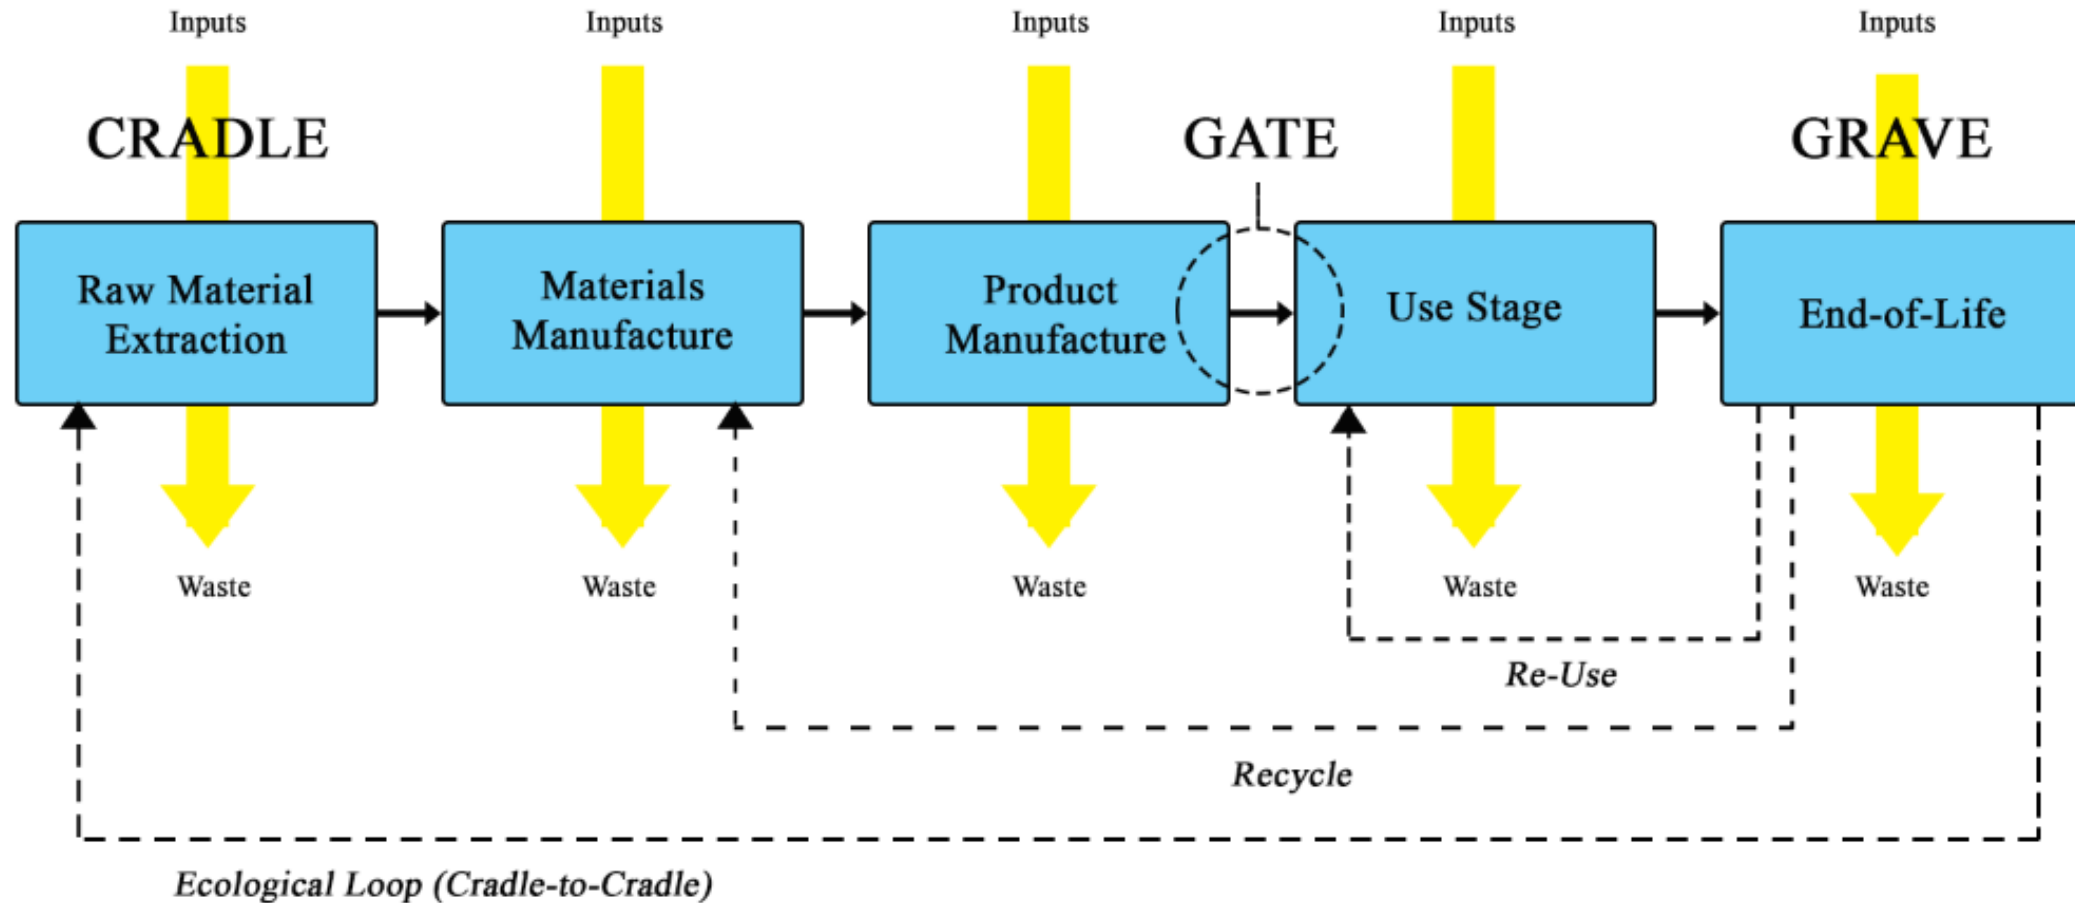 Inputs
Inputs
Inputs
Inputs
Inputs
CRADLE
GATE
GRAVE
Raw Material
Extraction
Materials
Manufacture
Product
Manufacture
Use Stage
End-of-Life
Waste
Waste
Waste
Waste
Waste
Re-Use
Recycle
Ecological Loop (Cradle-to-Cradle)